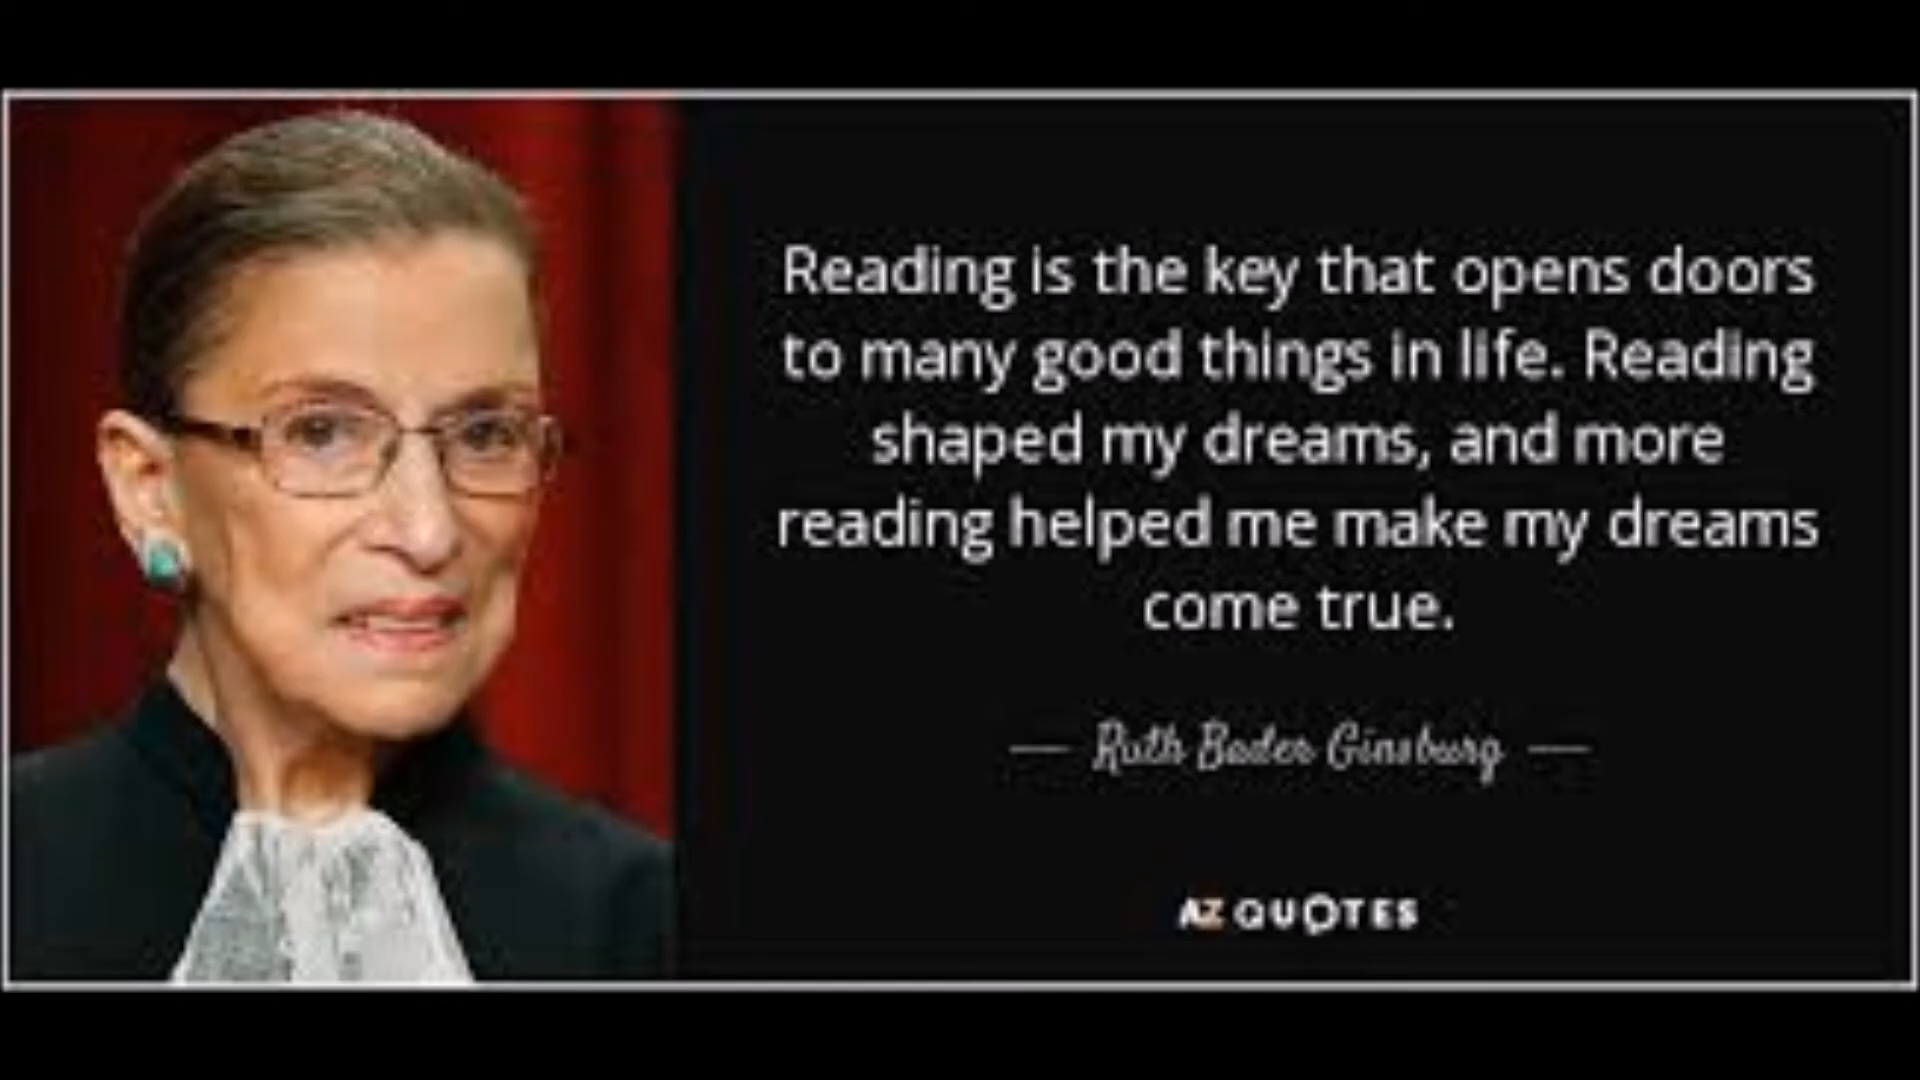 Reading is the key that opens doors
to many good things in life. Reading
shaped my dreams, and more
reading helped me make my dreams
come true.
— Ruth Bader Ginsburg —
AZ QUOTES